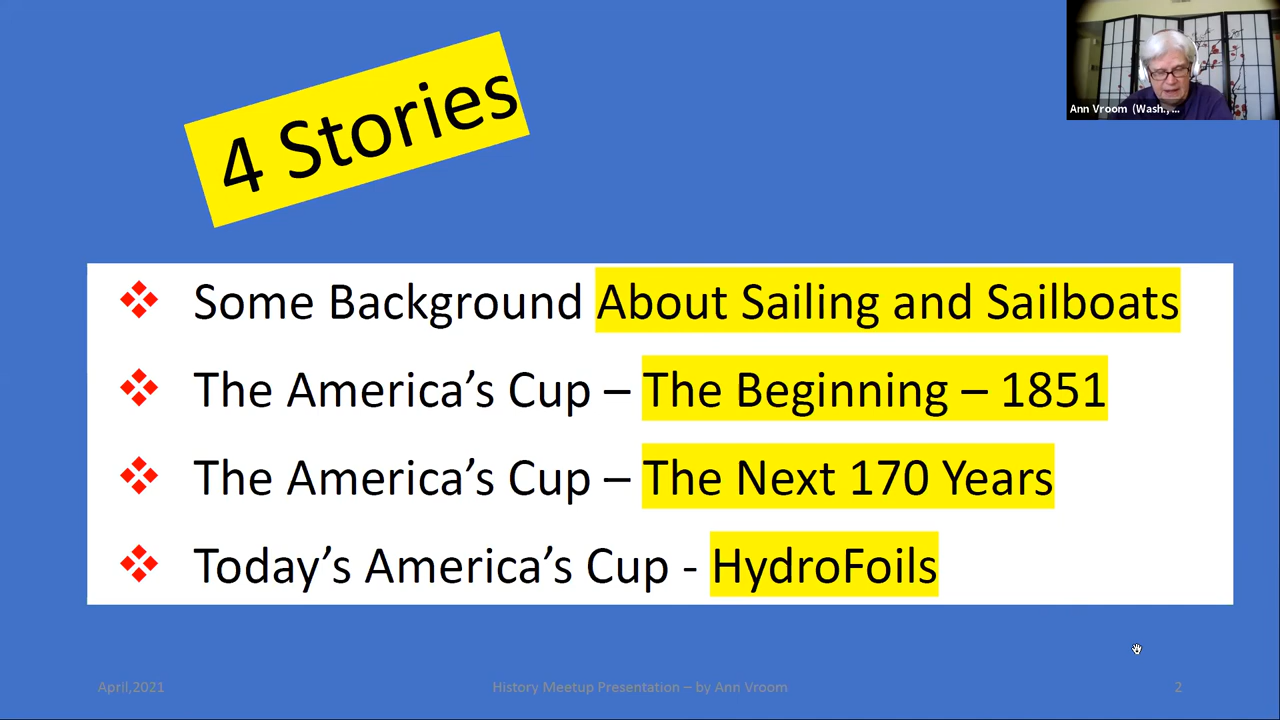 4 Stories
Ann Vroom (Wash., ...
❖ Some Background About Sailing and Sailboats
❖ The America’s Cup – The Beginning – 1851
❖ The America’s Cup – The Next 170 Years
❖ Today’s America’s Cup - HydroFoils
April,2021
History Meetup Presentation – by Ann Vroom
2